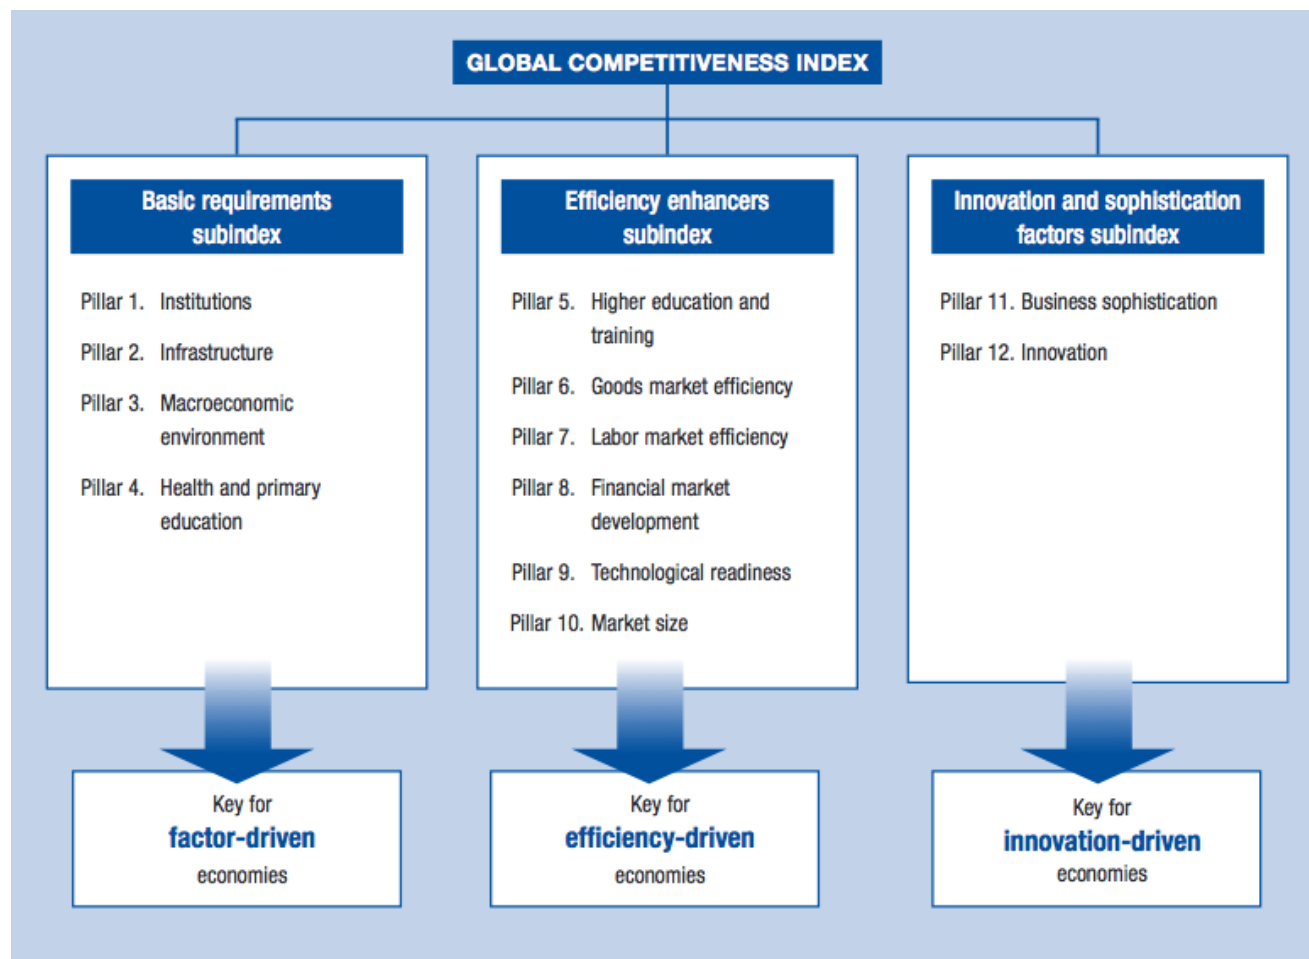 GLOBAL COMPETITIVENESS INDEX
Basic requirements
subindex
Pillar 1. Institutions
Pillar 2. Infrastructure
Pillar 3. Macroeconomic
environment
Pillar 4. Health and primary
education
Key for
factor-driven
economies
Efficiency enhancers
subindex
Pillar 5. Higher education and
training
Pillar 6. Goods market efficiency
Pillar 7. Labor market efficiency
Pillar 8. Financial market
development
Pillar 9. Technological readiness
Pillar 10. Market size
Key for
efficiency-driven
economies
Innovation and sophistication
factors subindex
Pillar 11. Business sophistication
Pillar 12. Innovation
Key for
innovation-driven
economies